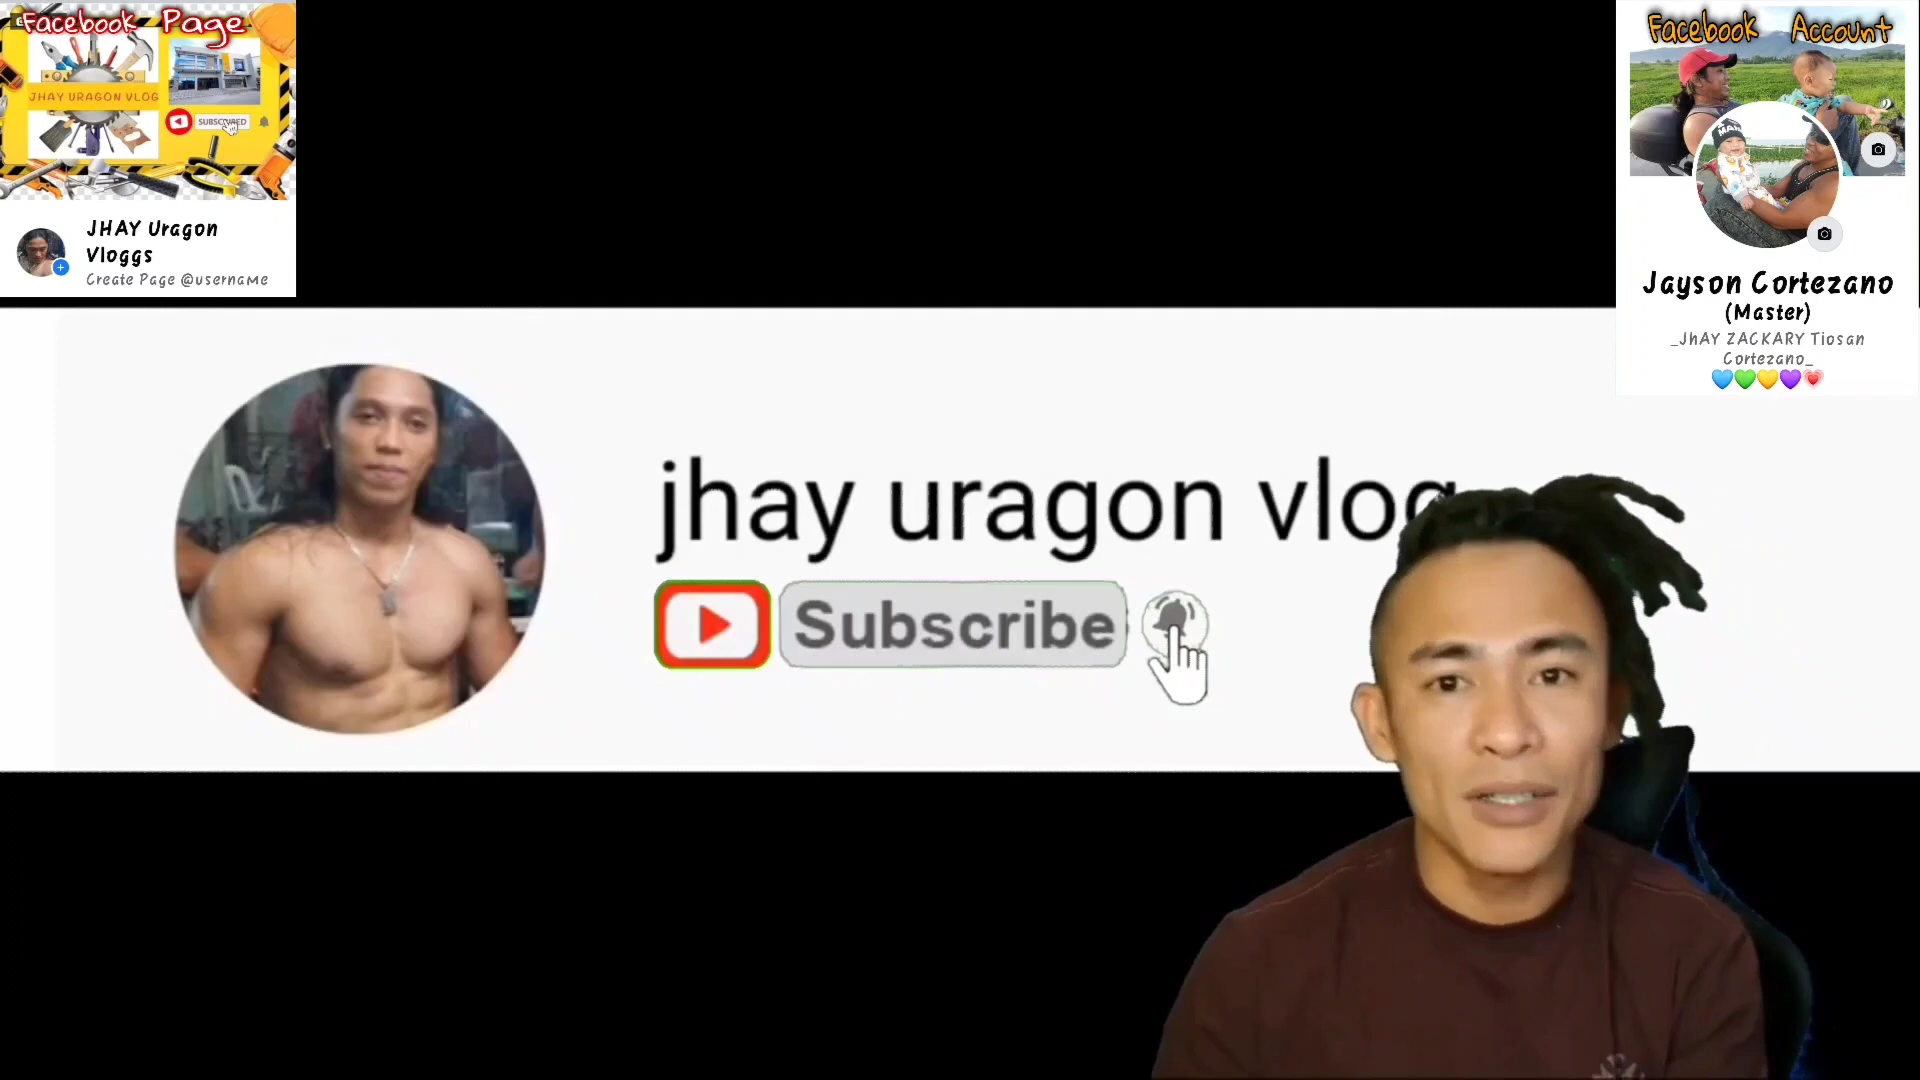 Facebook Page
JHAY URAGON VLOG
SUBSCRIBED
JHAY Uragon
Vloggs
Create Page @username
Facebook Account
Jayson Cortezano
(Master)
_JhAY ZACKARY Tiosan
Cortezano_
jhay uragon vlog
Subscribe